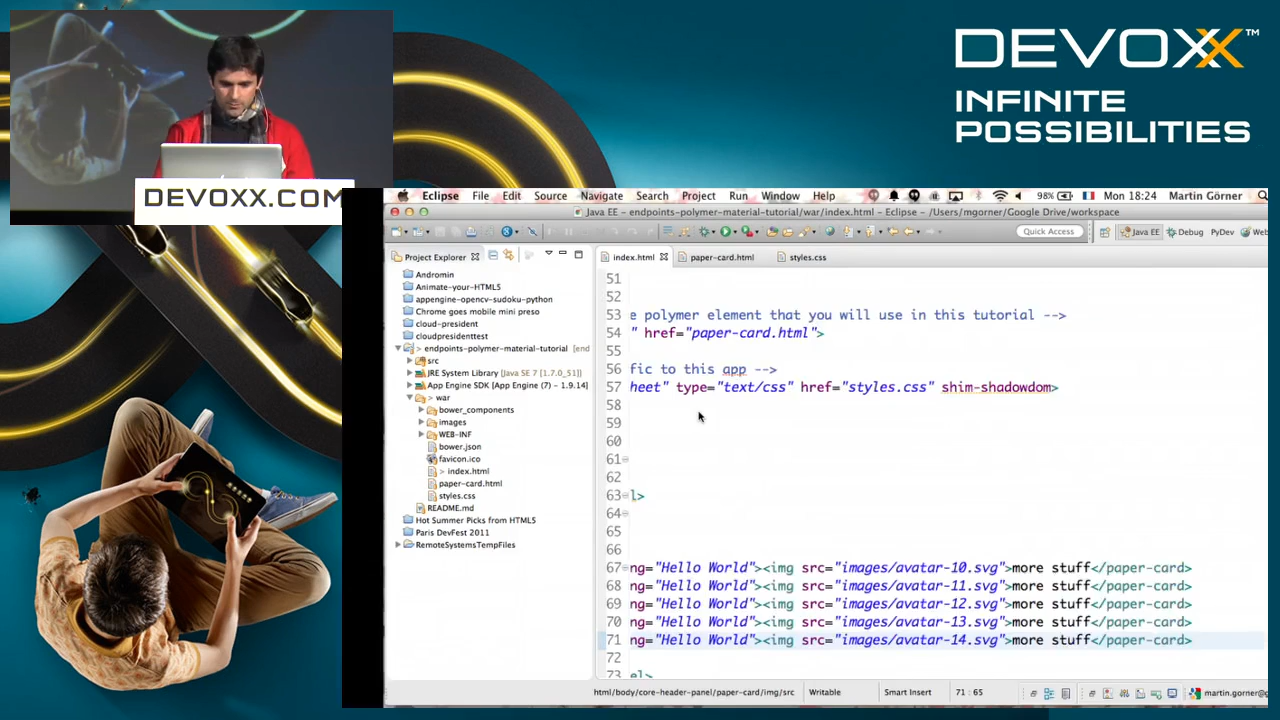 DEVOXX™
INFINITE
POSSIBILITIES
DEVOXX.COM
Eclipse File Edit Source Navigate Search Project Run Window Help 98% Mon 18:24 Martin Görner
Java EE – endpoints-polymer-material-tutorial/war/index.html – Eclipse – /Users/mgorner/Google Drive/workspace
Quick Access Java EE Debug PyDev Web
Project Explorer
index.html paper-card.html styles.css
Andromin
Animate-your-HTML5
appengine-opencv-sudoku-python
Chrome goes mobile mini preso
cloud-president
cloudpresidenttest
> endpoints-polymer-material-tutorial [end
src
JRE System Library [Java SE 7 [1.7.0_51]]
App Engine SDK [App Engine (7) - 1.9.14]
war
bower_components
images
WEB-INF
bower.json
favicon.ico
> index.html
paper-card.html
styles.css
README.md
Hot Summer Picks from HTML5
Paris DevFest 2011
RemoteSystemsTempFiles
51
52
53 e polymer element that you will use in this tutorial -->
54 " href="paper-card.html">
55
56 fic to this app -->
57 heet" type="text/css" href="styles.css" shim-shadowdom>
58
59
60
61
62
63 l>
64
65
66
67 ng="Hello World"><img src="images/avatar-10.svg">more stuff</paper-card>
68 ng="Hello World"><img src="images/avatar-11.svg">more stuff</paper-card>
69 ng="Hello World"><img src="images/avatar-12.svg">more stuff</paper-card>
70 ng="Hello World"><img src="images/avatar-13.svg">more stuff</paper-card>
71 ng="Hello World"><img src="images/avatar-14.svg">more stuff</paper-card>
72
73 el>
html/body/core-header-panel/paper-card/img/src Writable Smart Insert 71 : 65 martin.gorner@g